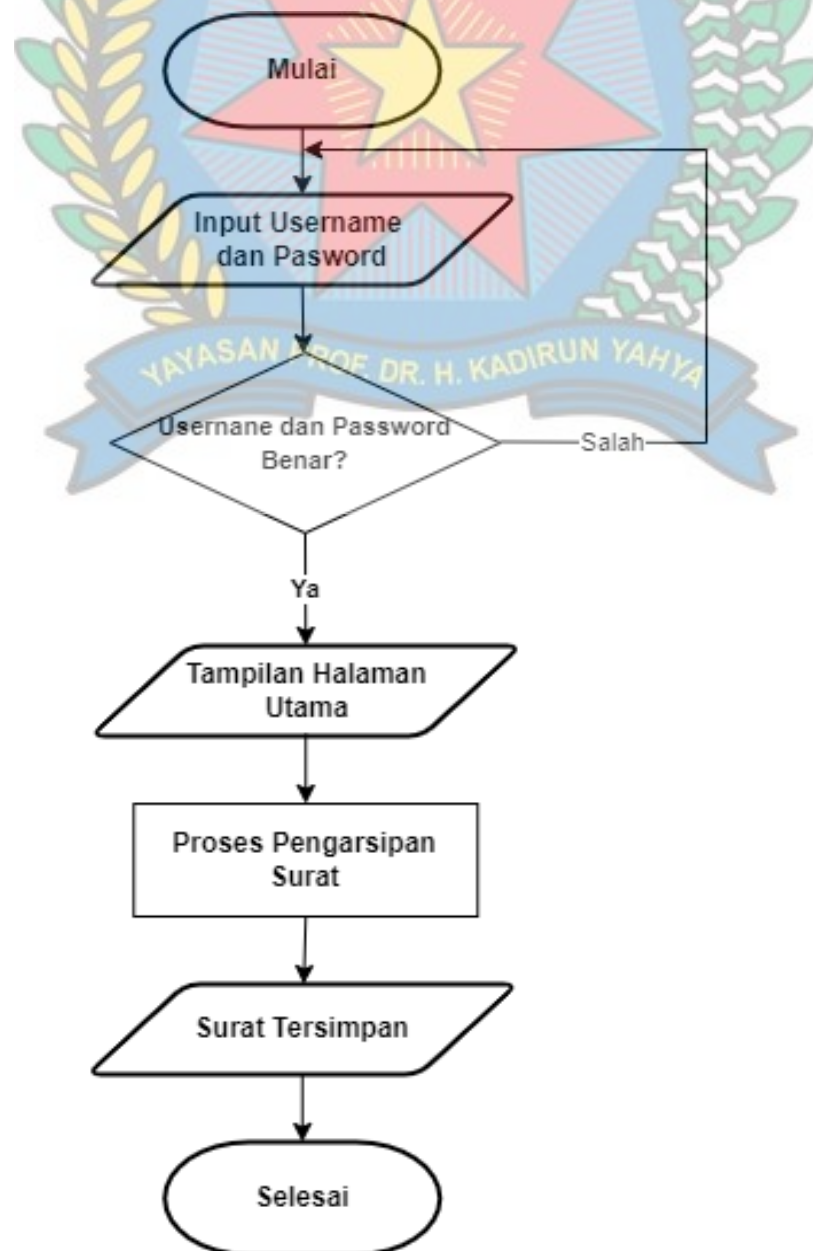 Mulai
Input Username
dan Pasword
YAYASAN PROF. DR. H. KADIRUN YAHYA
Usernane dan Password
Benar?
Salah
Ya
Tampilan Halaman
Utama
Proses Pengarsipan
Surat
Surat Tersimpan
Selesai